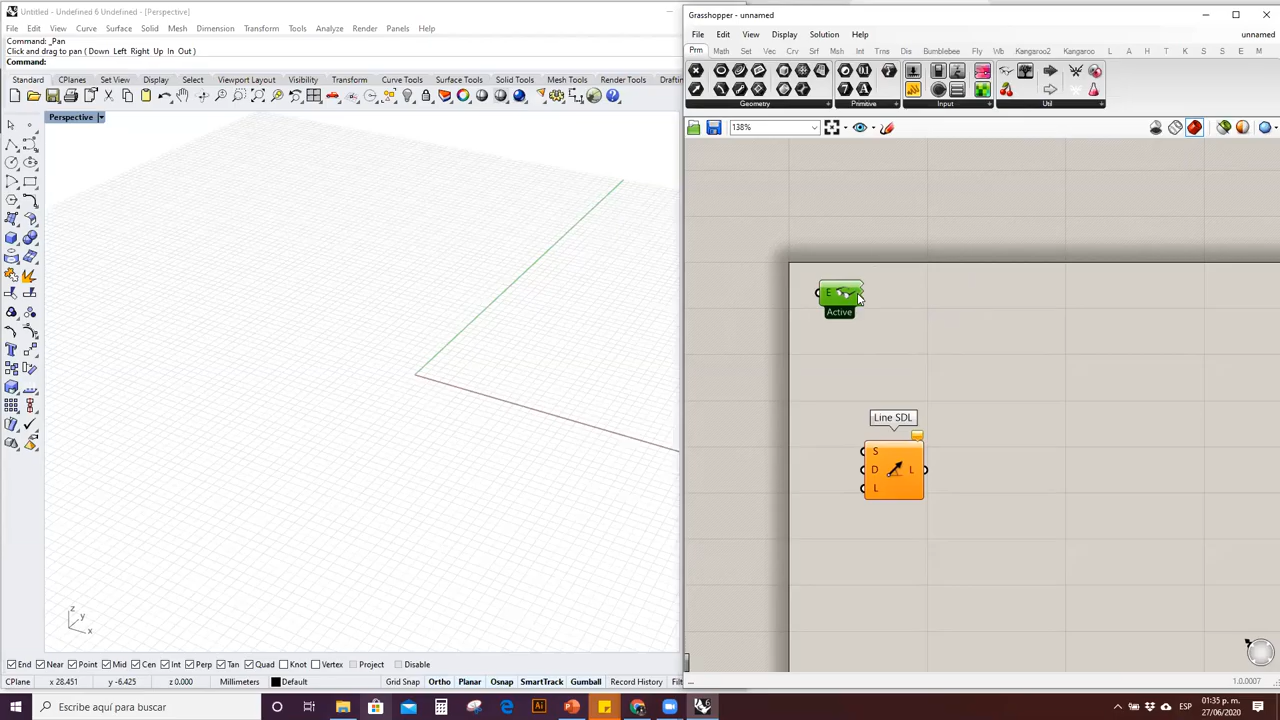 Untitled - Undefined 6 Undefined - [Perspective]
File Edit View Curve Surface Solid Mesh Dimension Transform Tools Analyze Render Panels Help
Command: _Pan
Click and drag to pan ( Down Left Right Up In Out )
Command:
Standard CPlanes Set View Display Select Viewport Layout Visibility Transform Curve Tools Surface Tools Solid Tools Mesh Tools Render Tools Draftin
Perspective
z
y
x
End Near Point Mid Cen Int Perp Tan Quad Knot Vertex Project Disable
CPlane x 28.451 y -6.425 z 0.000 Millimeters Default Grid Snap Ortho Planar Osnap SmartTrack Gumball Record History Filt
Grasshopper - unnamed
File Edit View Display Solution Help unnamed
Prm Math Set Vec Crv Srf Msh Int Trns Dis Bumblebee Fly Wb Kangaroo2 Kangaroo L A H T K S E M
Geometry Primitive Input Util
138%
E
Active
Line SDL
S
D L
L
...
1.0.0007
Escribe aquí para buscar
ESP
01:35 p. m.
27/06/2020